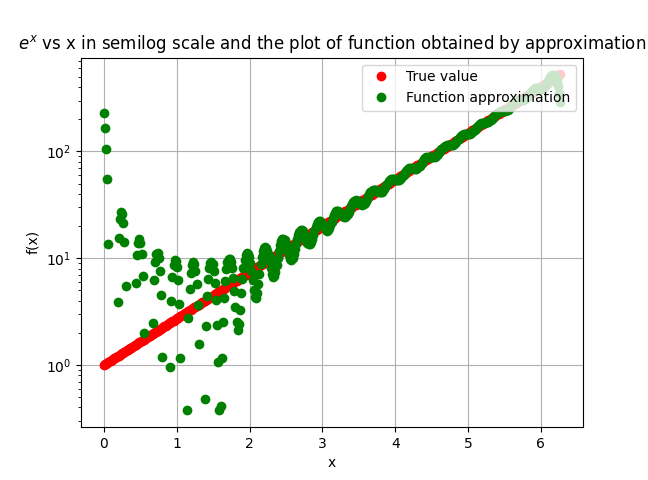 e^x vs x in semilog scale and the plot of function obtained by approximation
True value
Function approximation
f(x)
10^2
10^1
10^0
0 1 2 3 4 5 6
x